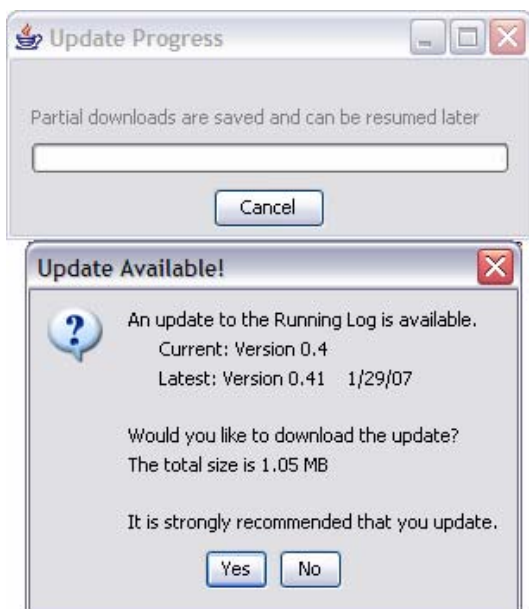 Update Progress
Partial downloads are saved and can be resumed later
Cancel
Update Available!
An update to the Running Log is available.
Current: Version 0.4
Latest: Version 0.41 1/29/07
Would you like to download the update?
The total size is 1.05 MB
It is strongly recommended that you update.
Yes No